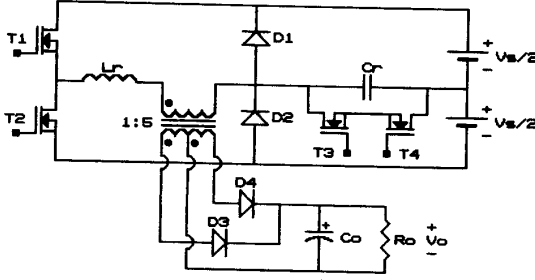 T1
D1
+
Lr
Cr
Vs/2
-
T2
1:5
D2
+
Vs/2
-
T3
T4
D4
D3
+
Co
Ro
+
Vo
-